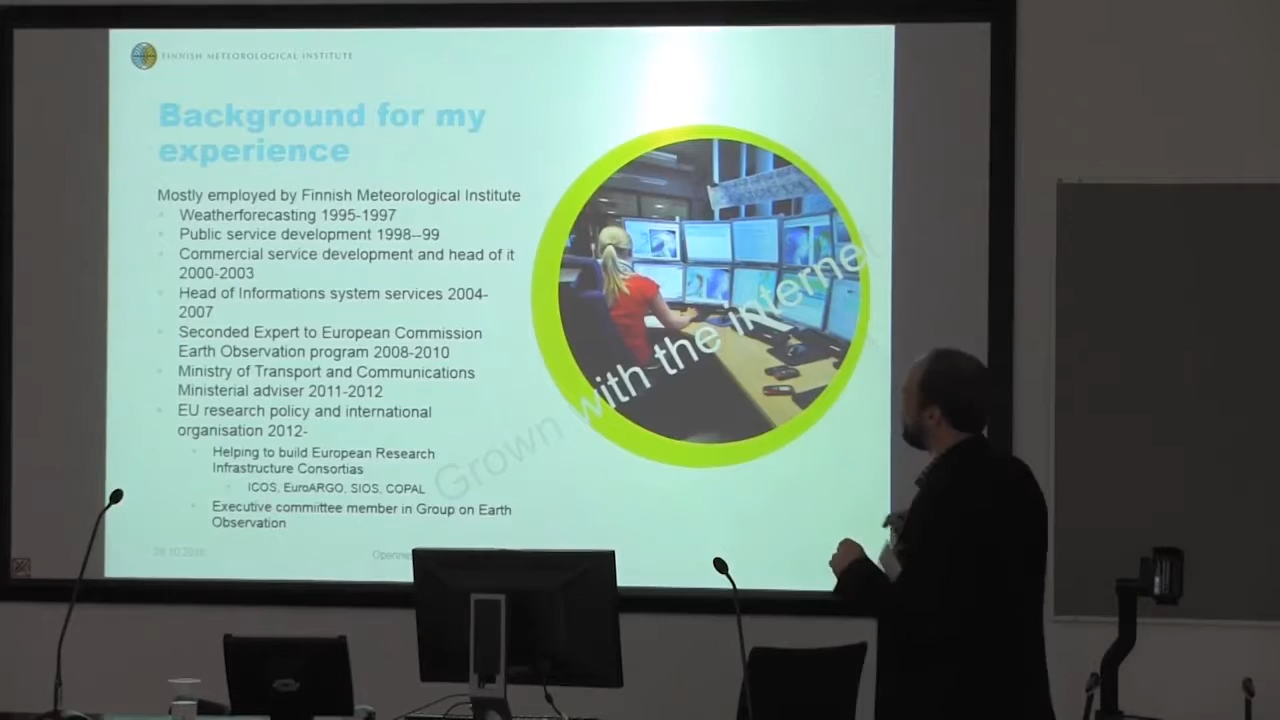 FINNISH METEOROLOGICAL INSTITUTE
Background for my
experience
Mostly employed by Finnish Meteorological Institute
Weatherforecasting 1995-1997
Public service development 1998--99
Commercial service development and head of it
2000-2003
Head of Informations system services 2004-
2007
Seconded Expert to European Commission
Earth Observation program 2008-2010
Ministry of Transport and Communications
Ministerial adviser 2011-2012
EU research policy and international
organisation 2012-
Helping to build European Research
Infrastructure Consortias
ICOS, EuroARGO, SIOS, COPAL
Executive committee member in Group on Earth
Observation
Grown with the internet